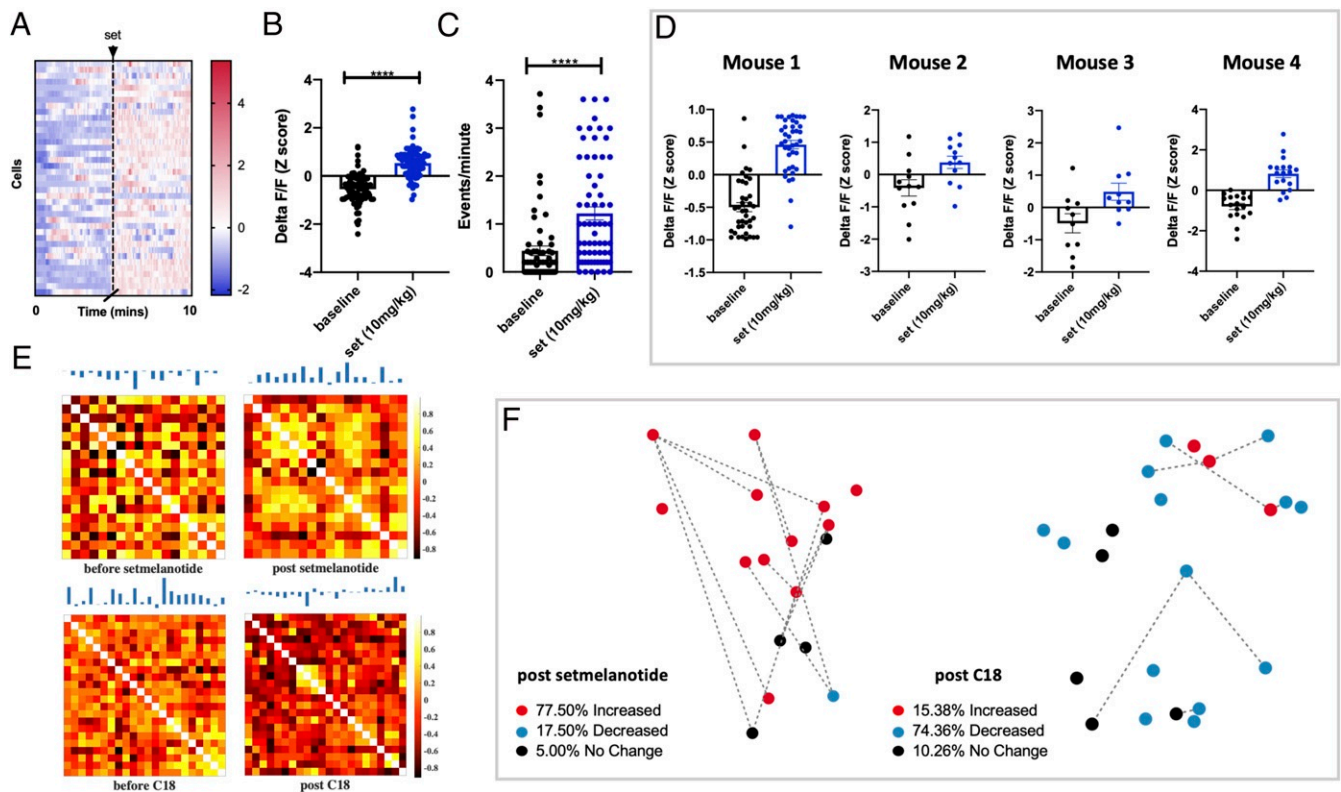 A
set
Cells
0
Time (mins)
10
4
2
0
-2
B
****
Delta F/F (Z score)
4
2
0
-2
-4
baseline
set (10mg/kg)
C
****
Events/minute
4
3
2
1
0
baseline
set (10mg/kg)
D
Mouse 1
Delta F/F (Z score)
1.0
0.5
0.0
-0.5
-1.0
-1.5
baseline
set (10mg/kg)
Mouse 2
Delta F/F (Z score)
2
1
0
-1
-2
-3
baseline
set (10mg/kg)
Mouse 3
Delta F/F (Z score)
3
2
1
0
-1
-2
baseline
set (10mg/kg)
Mouse 4
Delta F/F (Z score)
4
2
0
-2
-4
baseline
set (10mg/kg)
E
before setmelanotide
post setmelanotide
0.8
0.6
0.4
0.2
0
-0.2
-0.4
-0.6
-0.8
before C18
post C18
0.8
0.6
0.4
0.2
0
-0.2
-0.4
-0.6
-0.8
F
post setmelanotide
77.50% Increased
17.50% Decreased
5.00% No Change
post C18
15.38% Increased
74.36% Decreased
10.26% No Change